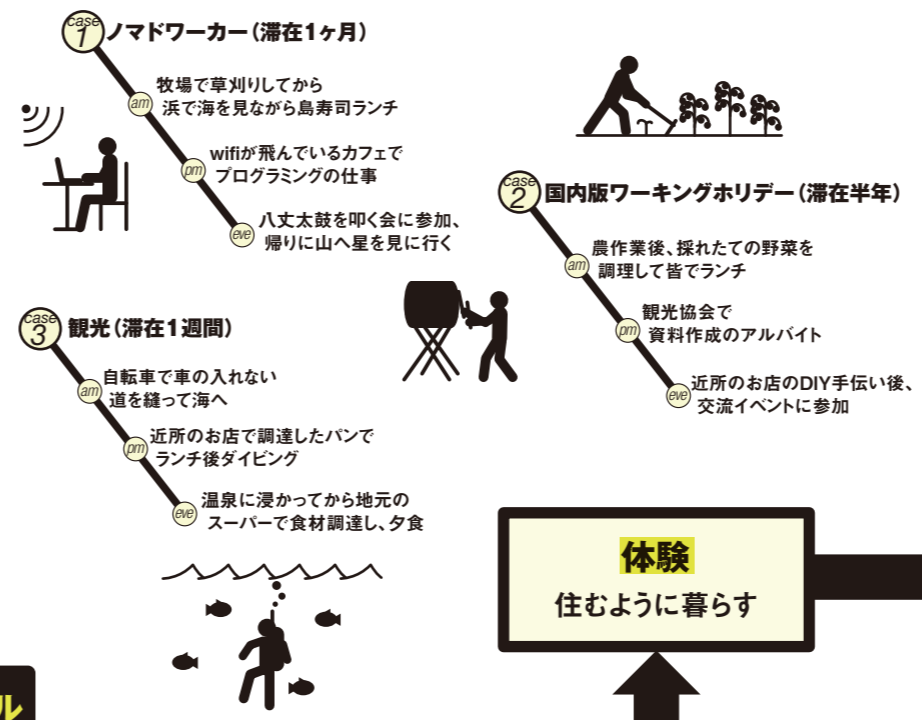 case
1
ノマドワーカー（滞在1ヶ月）
am
牧場で草刈りしてから
浜で海を見ながら島寿司ランチ
pm
wifiが飛んでいるカフェで
プログラミングの仕事
eve
八丈太鼓を叩く会に参加、
帰りに山へ星を見に行く
case
2
国内版ワーキングホリデー（滞在半年）
am
農作業後、採れたての野菜を
調理して皆でランチ
pm
観光協会で
資料作成のアルバイト
eve
近所のお店のDIY手伝い後、
交流イベントに参加
case
3
観光（滞在1週間）
am
自転車で車の入れない
道を縫って海へ
pm
近所のお店で調達したパンで
ランチ後ダイビング
eve
温泉に浸かってから地元の
スーパーで食材調達し、夕食
体験
住むように暮らす
ル